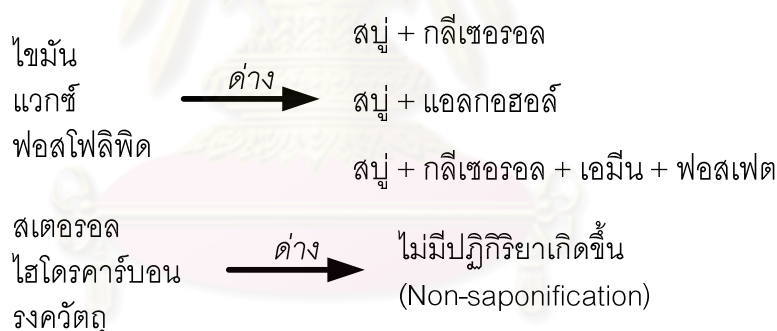 ไขมัน
แวกซ์
ฟอสโฟลิพิด
ด่าง
สบู่ + กลีเซอรอล
สบู่ + แอลกอฮอล์
สบู่ + กลีเซอรอล + เอมีน + ฟอสเฟต
สเตอรอล
ไฮโดรคาร์บอน
รงควัตถุ
ด่าง
ไม่มีปฏิกิริยาเกิดขึ้น
(Non-saponification)